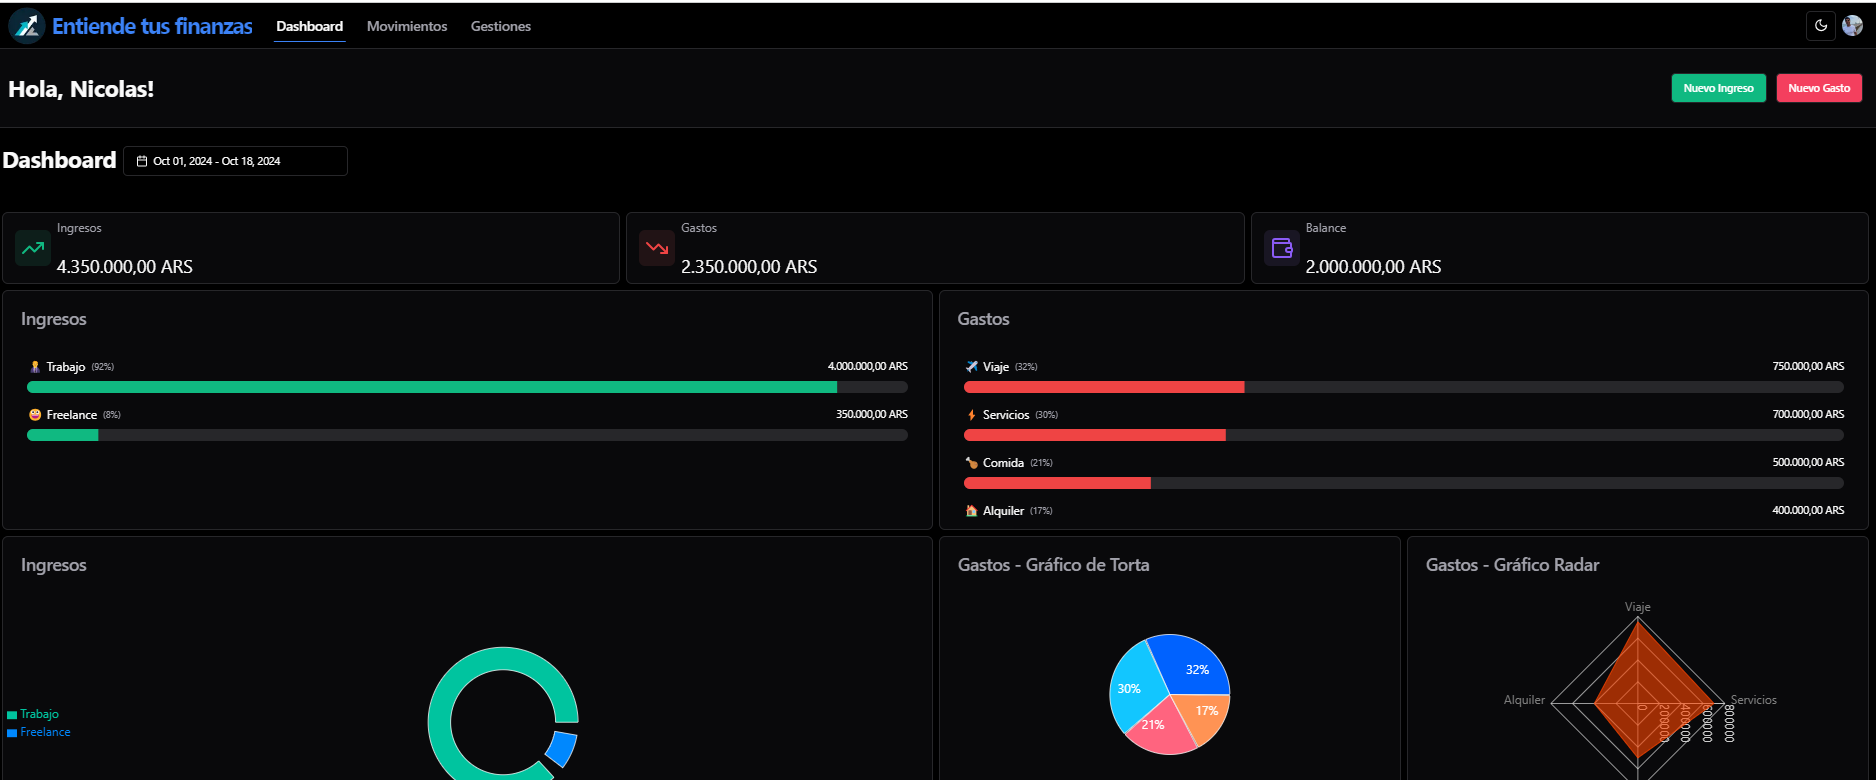 Entiende tus finanzas
Dashboard
Movimientos
Gestiones
Hola, Nicolas!
Nuevo Ingreso
Nuevo Gasto
Dashboard
Oct 01, 2024 - Oct 18, 2024
Ingresos
4.350.000,00 ARS
Gastos
2.350.000,00 ARS
Balance
2.000.000,00 ARS
Ingresos
Trabajo (92%)
4.000.000,00 ARS
Freelance (8%)
350.000,00 ARS
Gastos
Viaje (32%)
750.000,00 ARS
Servicios (30%)
700.000,00 ARS
Comida (21%)
500.000,00 ARS
Alquiler (17%)
400.000,00 ARS
Ingresos
Trabajo
Freelance
Gastos - Gráfico de Torta
32%
30%
17%
21%
Gastos - Gráfico Radar
Viaje
Alquiler
Servicios
0
200000
400000
600000
800000